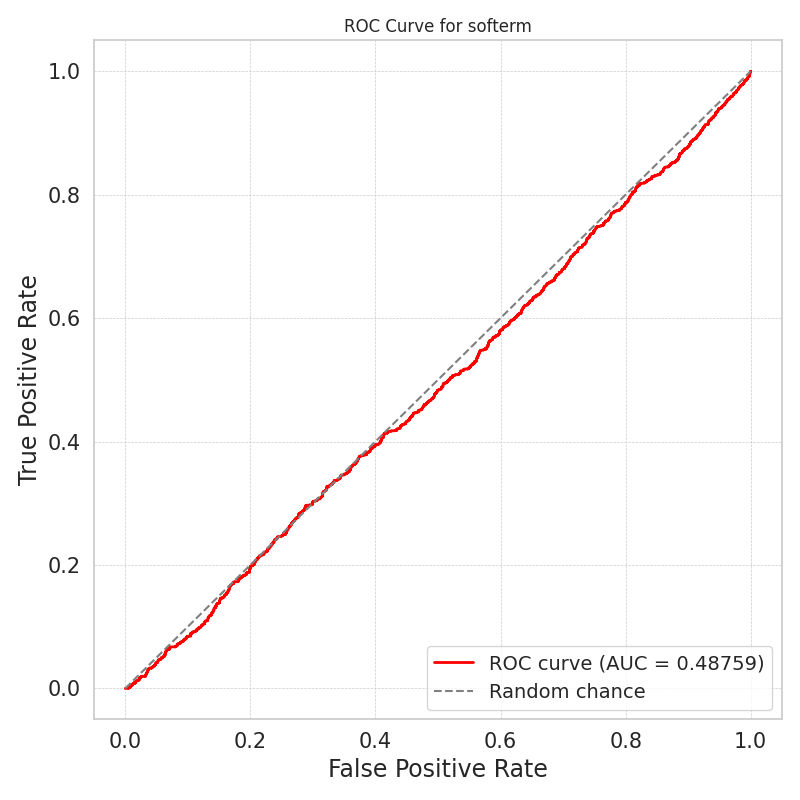 ROC Curve for softerm
1.0
0.8
0.6
0.4
0.2
0.0
True Positive Rate
ROC curve (AUC = 0.48759)
Random chance
0.0 0.2 0.4 0.6 0.8 1.0
False Positive Rate